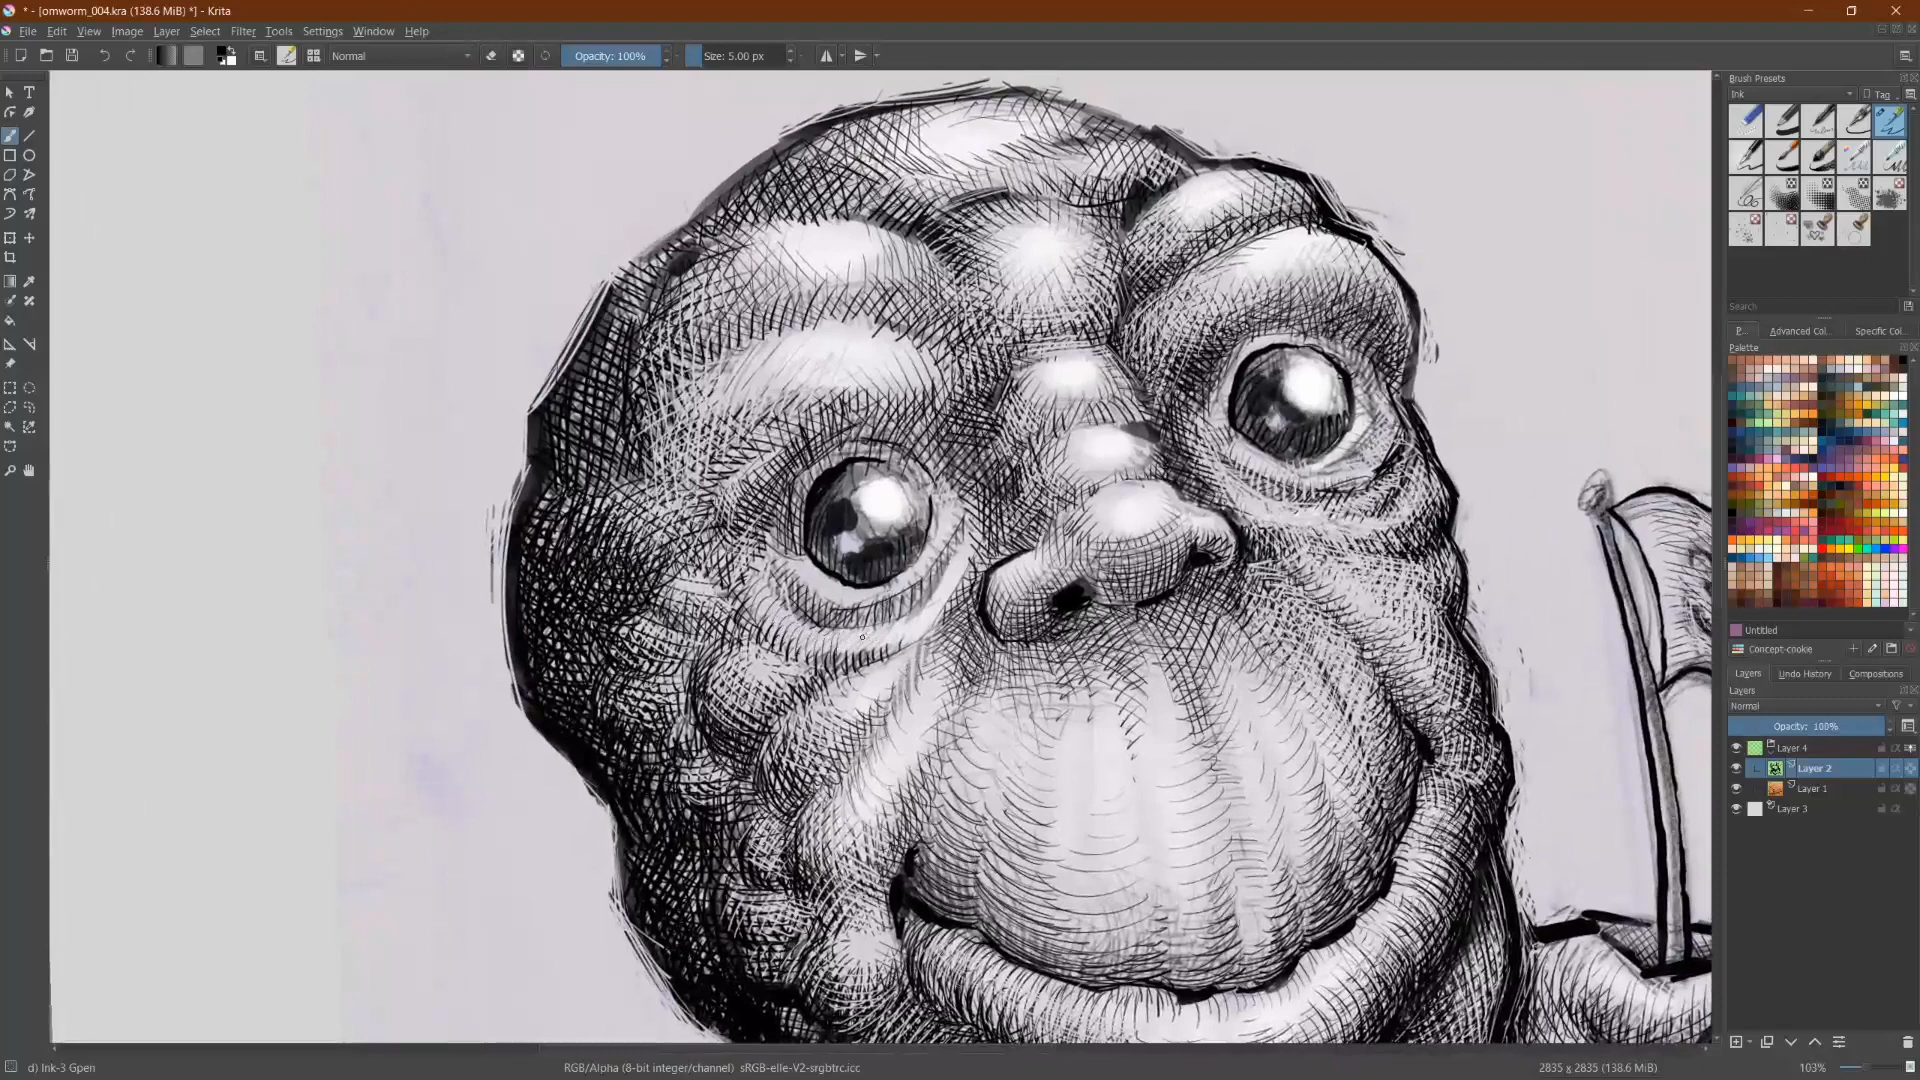 * - [omworm_004.kra (138.6 MiB) *] - Krita
File Edit View Image Layer Select Filter Tools Settings Window Help
Normal Opacity: 100% Size: 5.00 px
Brush Presets
Ink Tag
Search
P... Advanced Col... Specific Col...
Palette
Untitled
Concept-cookie
Layers Undo History Compositions
Layers
Normal
Opacity: 100%
Layer 4
Layer 2
Layer 1
Layer 3
d) Ink-3 Gpen RGB/Alpha (8-bit integer/channel) sRGB-elle-V2-srgbtrc.icc 2835 x 2835 (138.6 MiB) 103%